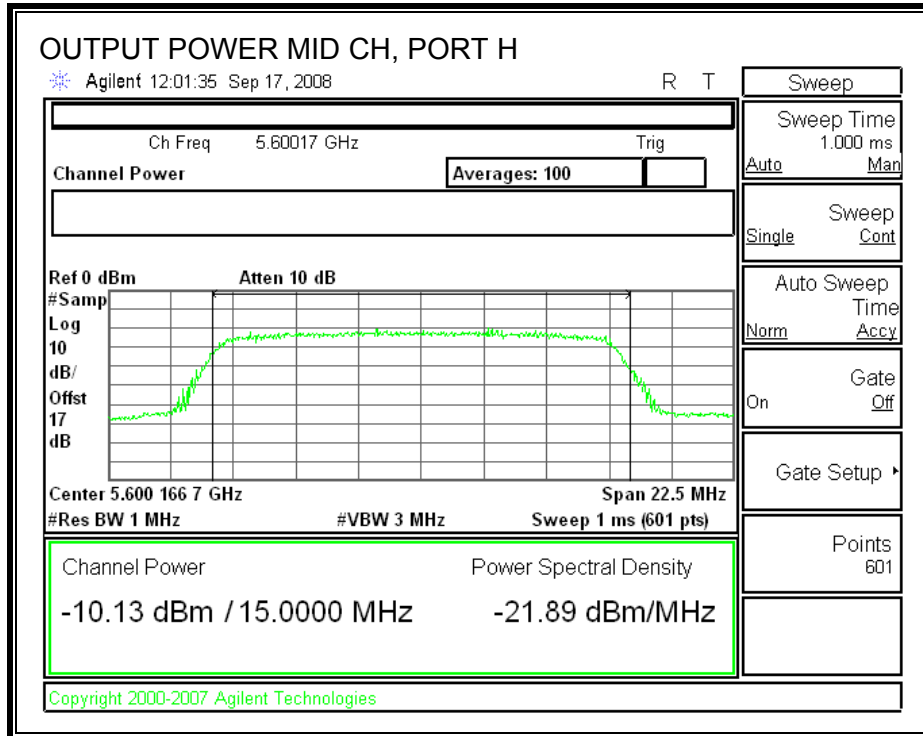 OUTPUT POWER MID CH, PORT H
Agilent 12:01:35 Sep 17, 2008 R T
Ch Freq 5.60017 GHz Trig
Channel Power Averages: 100
Ref 0 dBm Atten 10 dB
#Samp
Log
10
dB/
Offst
17
dB
Center 5.600 166 7 GHz Span 22.5 MHz
#Res BW 1 MHz #VBW 3 MHz Sweep 1 ms (601 pts)
Channel Power Power Spectral Density
-10.13 dBm / 15.0000 MHz -21.89 dBm/MHz
Copyright 2000-2007 Agilent Technologies
Sweep
Sweep Time
1.000 ms
Auto Man
Sweep
Single Cont
Auto Sweep
Time
Norm Accy
Gate
On Off
Gate Setup
Points
601